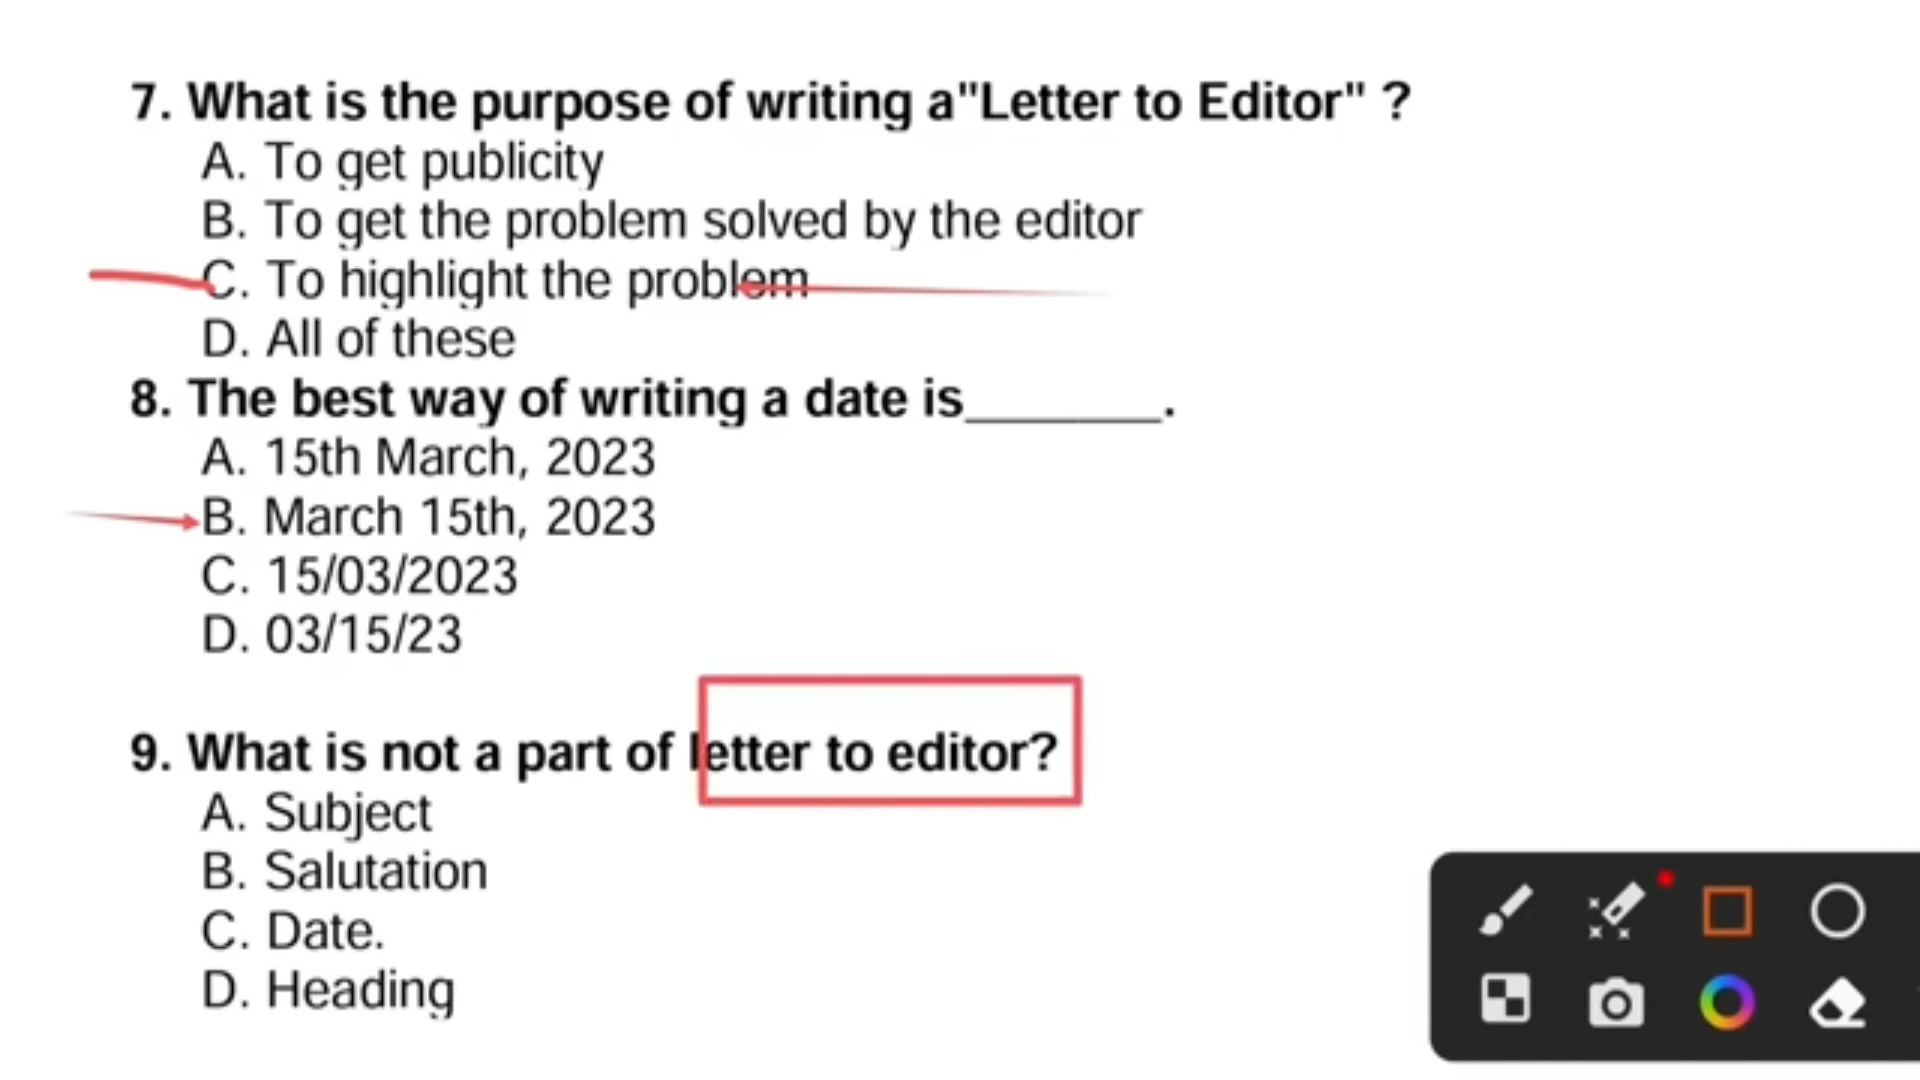 7. What is the purpose of writing a"Letter to Editor" ?
A. To get publicity
B. To get the problem solved by the editor
C. To highlight the problem
D. All of these
8. The best way of writing a date is_______.
A. 15th March, 2023
B. March 15th, 2023
C. 15/03/2023
D. 03/15/23
9. What is not a part of letter to editor?
A. Subject
B. Salutation
C. Date.
D. Heading